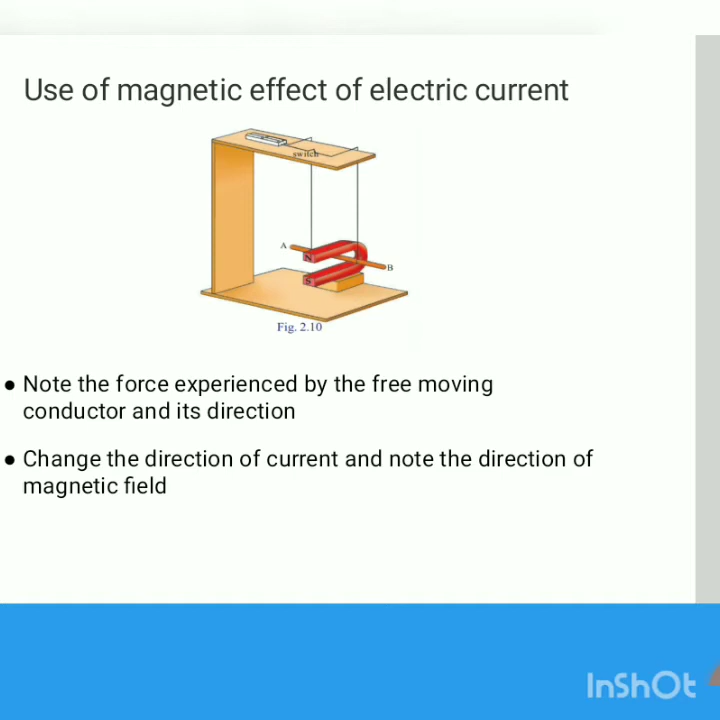 Use of magnetic effect of electric current
switch
A
N
B
Fig. 2.10
● Note the force experienced by the free moving
conductor and its direction
● Change the direction of current and note the direction of
magnetic field
InShOt